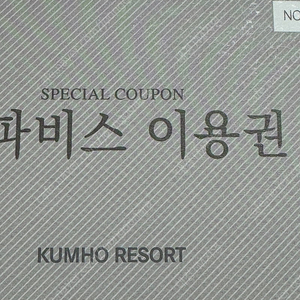 NO
SPECIAL COUPON
파비스 이용권
KUMHO RESORT